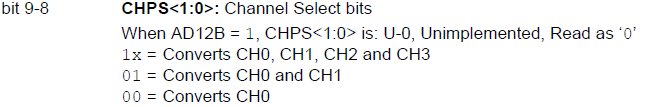 bit 9-8 CHPS<1:0>: Channel Select bits
When AD12B = 1, CHPS<1:0> is: U-0, Unimplemented, Read as ‘0’
1x = Converts CH0, CH1, CH2 and CH3
01 = Converts CH0 and CH1
00 = Converts CH0